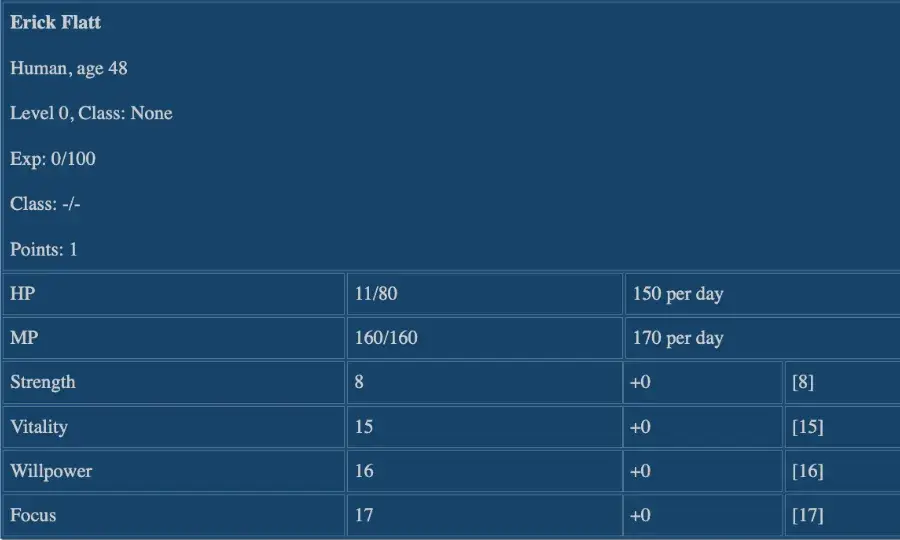 Erick Flatt
Human, age 48
Level 0, Class: None
Exp: 0/100
Class: -/-
Points: 1
HP 11/80 150 per day
MP 160/160 170 per day
Strength 8 +0 [8]
Vitality 15 +0 [15]
Willpower 16 +0 [16]
Focus 17 +0 [17]